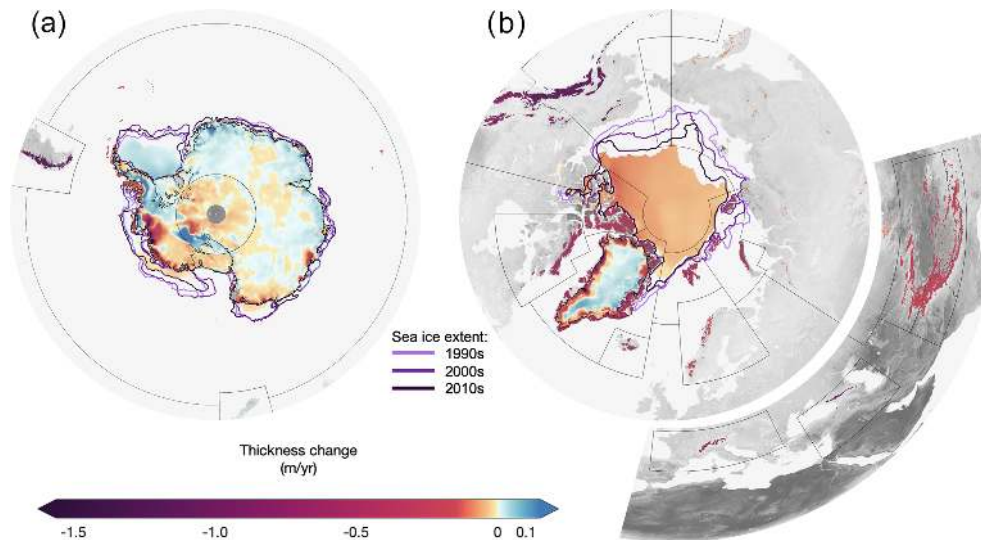 (a)
(b)
Sea ice extent:
1990s
2000s
2010s
Thickness change
(m/yr)
-1.5 -1.0 -0.5 0 0.1